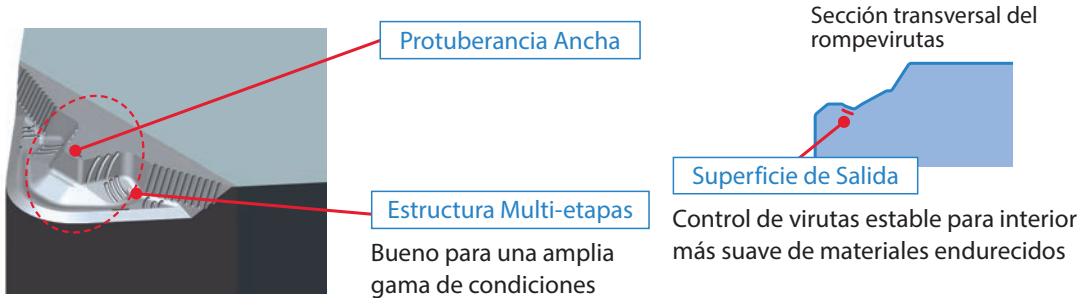 Protuberancia Ancha
Estructura Multi-etapas
Bueno para una amplia
gama de condiciones
Sección transversal del
rompevirutas
Superficie de Salida
Control de virutas estable para interior
más suave de materiales endurecidos